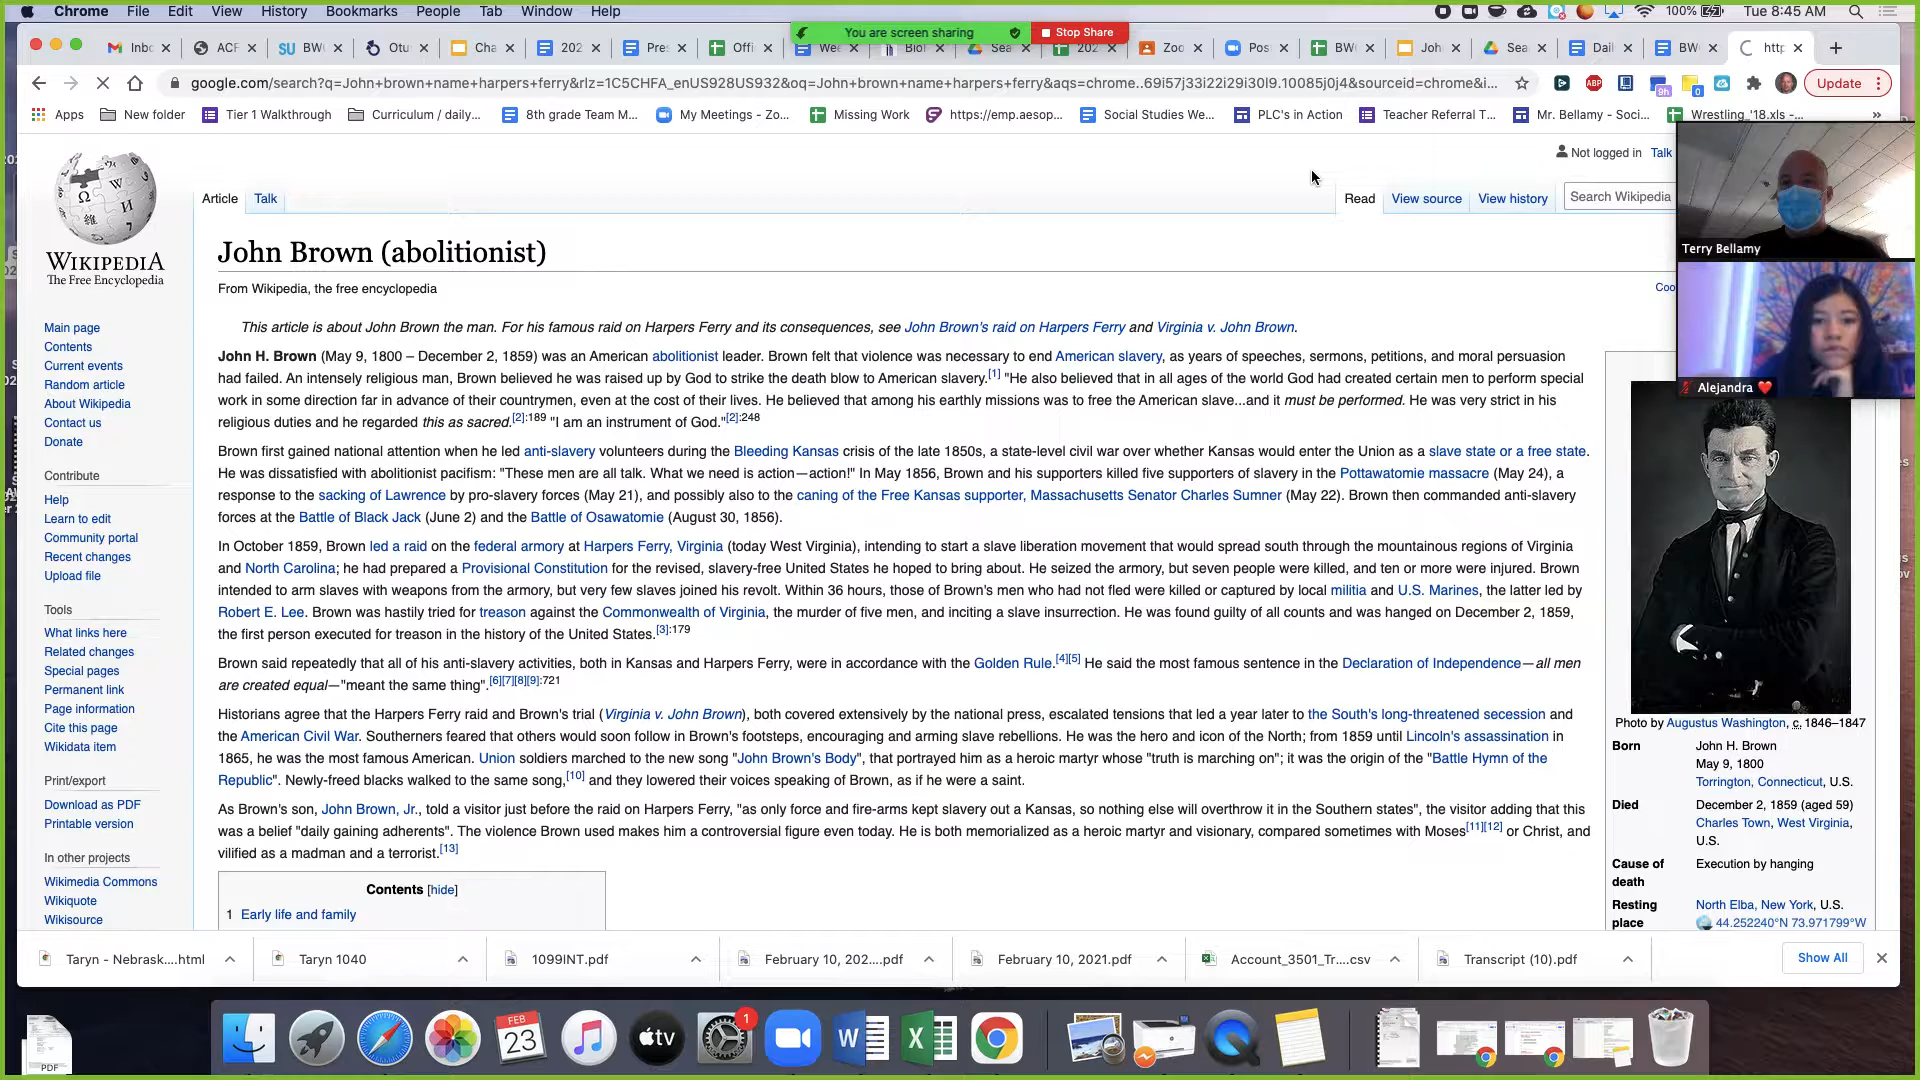 Chrome File Edit View History Bookmarks People Tab Window Help 100% Tue 8:45 AM
You are screen sharing Stop Share
Inbc ACF SU BW Otus Cha 202 Pres Offi Wee Biol Sea 202 Zoo Pos BW Joh Sea Dail BW http
google.com/search?q=John+brown+name+harpers+ferry&rlz=1C5CHFA_enUS928US932&oq=John+brown+name+harpers+ferry&aqs=chrome..69i57j33i22i29i30l9.10085j0j4&sourceid=chrome&i... ABP 9h 0 Update
Apps New folder Tier 1 Walkthrough Curriculum / daily... 8th grade Team M... My Meetings - Zo... Missing Work https://emp.aesop... Social Studies We... PLC's in Action Teacher Referral T... Mr. Bellamy - Soci... Wrestling_'18.xls -... »
Not logged in Talk
Article Talk Read View source View history Search Wikipedia
WIKIPEDIA
The Free Encyclopedia
Terry Bellamy
Alejandra ❤️
John Brown (abolitionist)
From Wikipedia, the free encyclopedia
Coo
Main page
Contents
Current events
Random article
About Wikipedia
Contact us
Donate
Contribute
Help
Learn to edit
Community portal
Recent changes
Upload file
Tools
What links here
Related changes
Special pages
Permanent link
Page information
Cite this page
Wikidata item
Print/export
Download as PDF
Printable version
In other projects
Wikimedia Commons
Wikiquote
Wikisource
This article is about John Brown the man. For his famous raid on Harpers Ferry and its consequences, see John Brown's raid on Harpers Ferry and Virginia v. John Brown.
John H. Brown (May 9, 1800 – December 2, 1859) was an American abolitionist leader. Brown felt that violence was necessary to end American slavery, as years of speeches, sermons, petitions, and moral persuasion
had failed. An intensely religious man, Brown believed he was raised up by God to strike the death blow to American slavery.[1] "He also believed that in all ages of the world God had created certain men to perform special
work in some direction far in advance of their countrymen, even at the cost of their lives. He believed that among his earthly missions was to free the American slave...and it must be performed. He was very strict in his
religious duties and he regarded this as sacred.[2]:189 "I am an instrument of God."[2]:248
Brown first gained national attention when he led anti-slavery volunteers during the Bleeding Kansas crisis of the late 1850s, a state-level civil war over whether Kansas would enter the Union as a slave state or a free state.
He was dissatisfied with abolitionist pacifism: "These men are all talk. What we need is action—action!" In May 1856, Brown and his supporters killed five supporters of slavery in the Pottawatomie massacre (May 24), a
response to the sacking of Lawrence by pro-slavery forces (May 21), and possibly also to the caning of the Free Kansas supporter, Massachusetts Senator Charles Sumner (May 22). Brown then commanded anti-slavery
forces at the Battle of Black Jack (June 2) and the Battle of Osawatomie (August 30, 1856).
In October 1859, Brown led a raid on the federal armory at Harpers Ferry, Virginia (today West Virginia), intending to start a slave liberation movement that would spread south through the mountainous regions of Virginia
and North Carolina; he had prepared a Provisional Constitution for the revised, slavery-free United States he hoped to bring about. He seized the armory, but seven people were killed, and ten or more were injured. Brown
intended to arm slaves with weapons from the armory, but very few slaves joined his revolt. Within 36 hours, those of Brown's men who had not fled were killed or captured by local militia and U.S. Marines, the latter led by
Robert E. Lee. Brown was hastily tried for treason against the Commonwealth of Virginia, the murder of five men, and inciting a slave insurrection. He was found guilty of all counts and was hanged on December 2, 1859,
the first person executed for treason in the history of the United States.[3]:179
Brown said repeatedly that all of his anti-slavery activities, both in Kansas and Harpers Ferry, were in accordance with the Golden Rule.[4][5] He said the most famous sentence in the Declaration of Independence—all men
are created equal—"meant the same thing".[6][7][8][9]:721
Historians agree that the Harpers Ferry raid and Brown's trial (Virginia v. John Brown), both covered extensively by the national press, escalated tensions that led a year later to the South's long-threatened secession and
the American Civil War. Southerners feared that others would soon follow in Brown's footsteps, encouraging and arming slave rebellions. He was the hero and icon of the North; from 1859 until Lincoln's assassination in
1865, he was the most famous American. Union soldiers marched to the new song "John Brown's Body", that portrayed him as a heroic martyr whose "truth is marching on"; it was the origin of the "Battle Hymn of the
Republic". Newly-freed blacks walked to the same song,[10] and they lowered their voices speaking of Brown, as if he were a saint.
As Brown's son, John Brown, Jr., told a visitor just before the raid on Harpers Ferry, "as only force and fire-arms kept slavery out a Kansas, so nothing else will overthrow it in the Southern states", the visitor adding that this
was a belief "daily gaining adherents". The violence Brown used makes him a controversial figure even today. He is both memorialized as a heroic martyr and visionary, compared sometimes with Moses[11][12] or Christ, and
vilified as a madman and a terrorist.[13]
Contents [hide]
1 Early life and family
Photo by Augustus Washington, c. 1846–1847
Born John H. Brown
May 9, 1800
Torrington, Connecticut, U.S.
Died December 2, 1859 (aged 59)
Charles Town, West Virginia,
U.S.
Cause of death Execution by hanging
Resting place North Elba, New York, U.S.
44.252240°N 73.971799°W
Taryn - Nebrask....html Taryn 1040 1099INT.pdf February 10, 202....pdf February 10, 2021.pdf Account_3501_Tr....csv Transcript (10).pdf Show All
FEB
23
tv
1
W
X
PDF